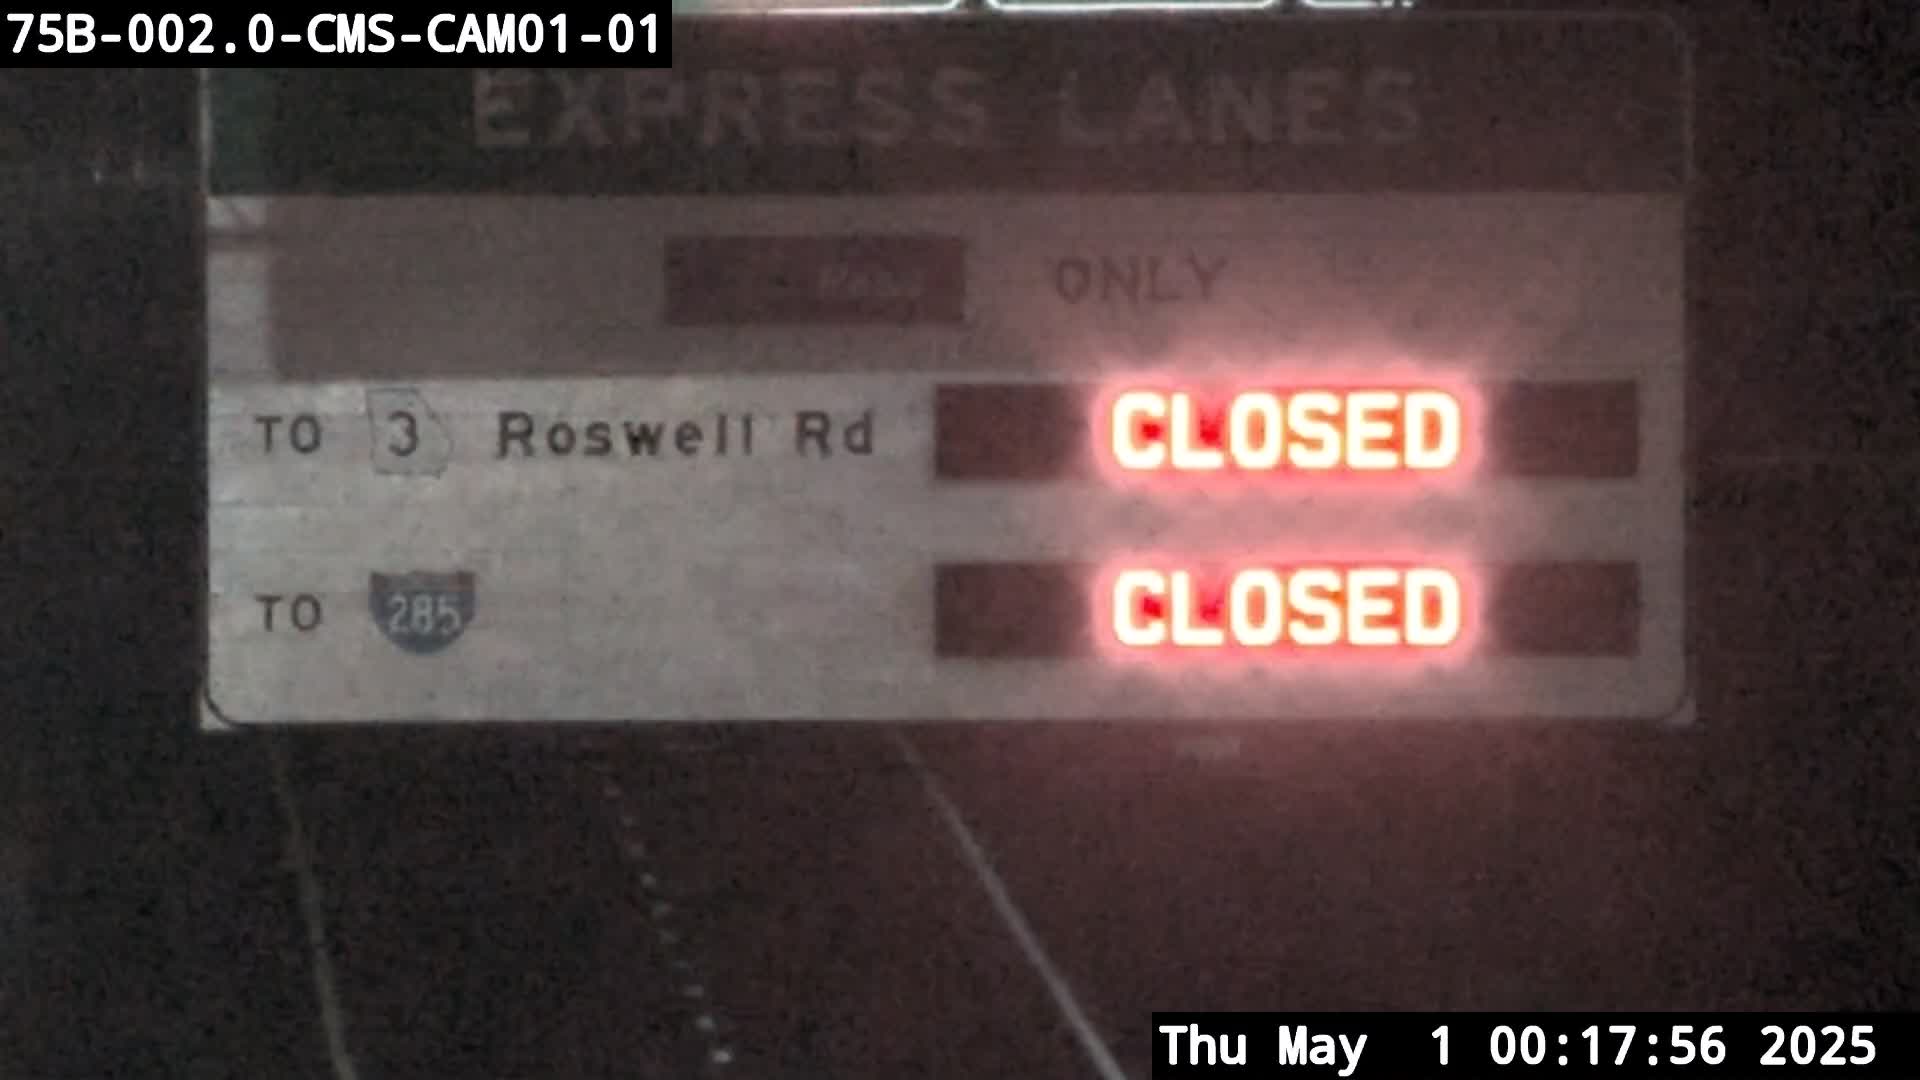 75B-002.0-CMS-CAM01-01
EXPRESS LANES
ONLY
TO 3 Roswell Rd CLOSED
TO 285 CLOSED
Thu May 1 00:17:56 2025